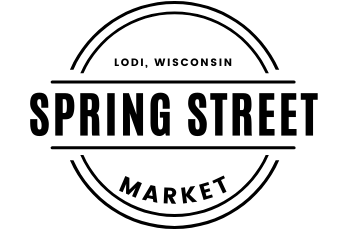 LODI, WISCONSIN
SPRING STREET
MARKET